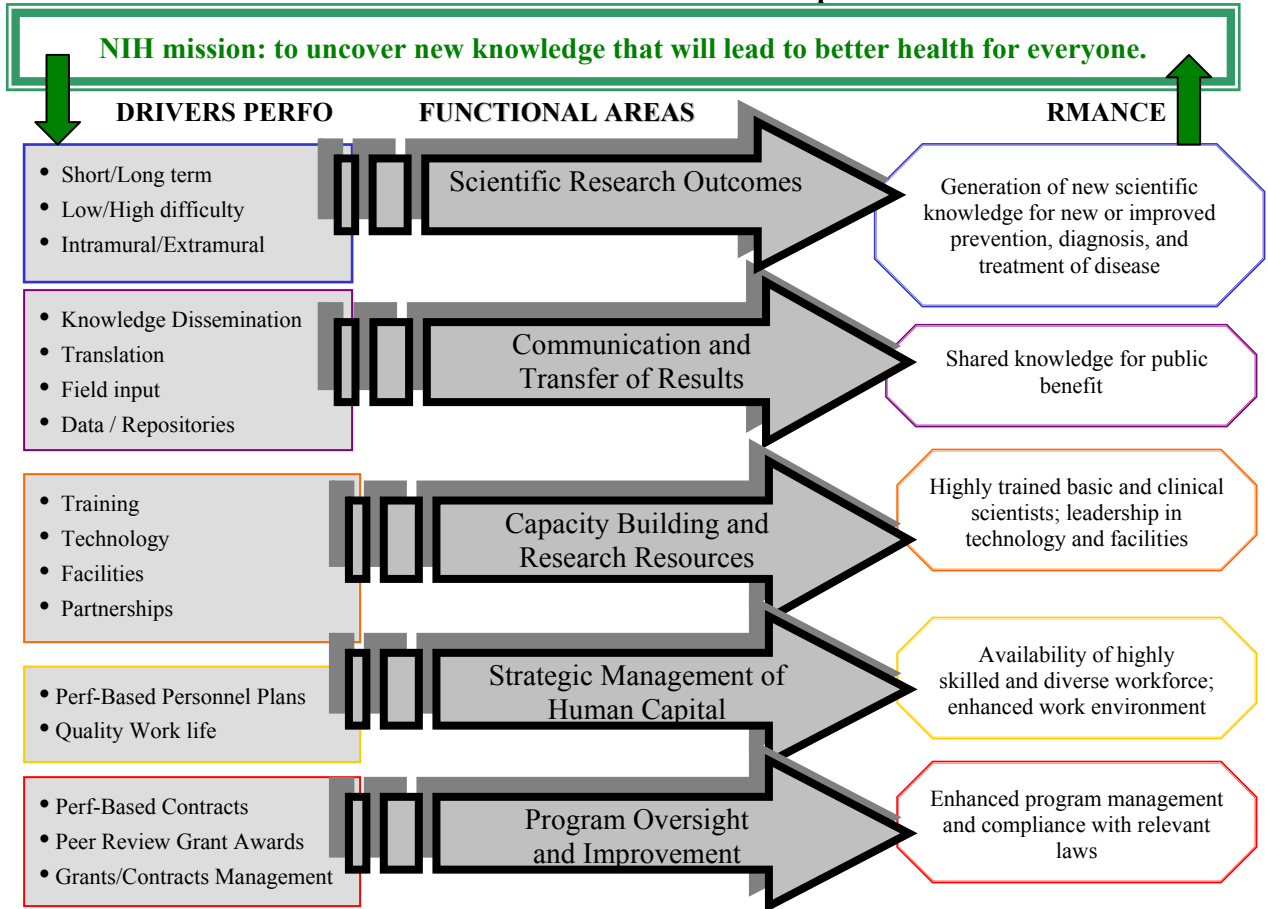 NIH mission: to uncover new knowledge that will lead to better health for everyone.
DRIVERS PERFO FUNCTIONAL AREAS RMANCE
• Short/Long term
• Low/High difficulty
• Intramural/Extramural
Scientific Research Outcomes
Generation of new scientific
knowledge for new or improved
prevention, diagnosis, and
treatment of disease
• Knowledge Dissemination
• Translation
• Field input
• Data / Repositories
Communication and
Transfer of Results
Shared knowledge for public
benefit
• Training
• Technology
• Facilities
• Partnerships
Capacity Building and
Research Resources
Highly trained basic and clinical
scientists; leadership in
technology and facilities
• Perf-Based Personnel Plans
• Quality Work life
Strategic Management of
Human Capital
Availability of highly
skilled and diverse workforce;
enhanced work environment
• Perf-Based Contracts
• Peer Review Grant Awards
• Grants/Contracts Management
Program Oversight
and Improvement
Enhanced program management
and compliance with relevant
laws